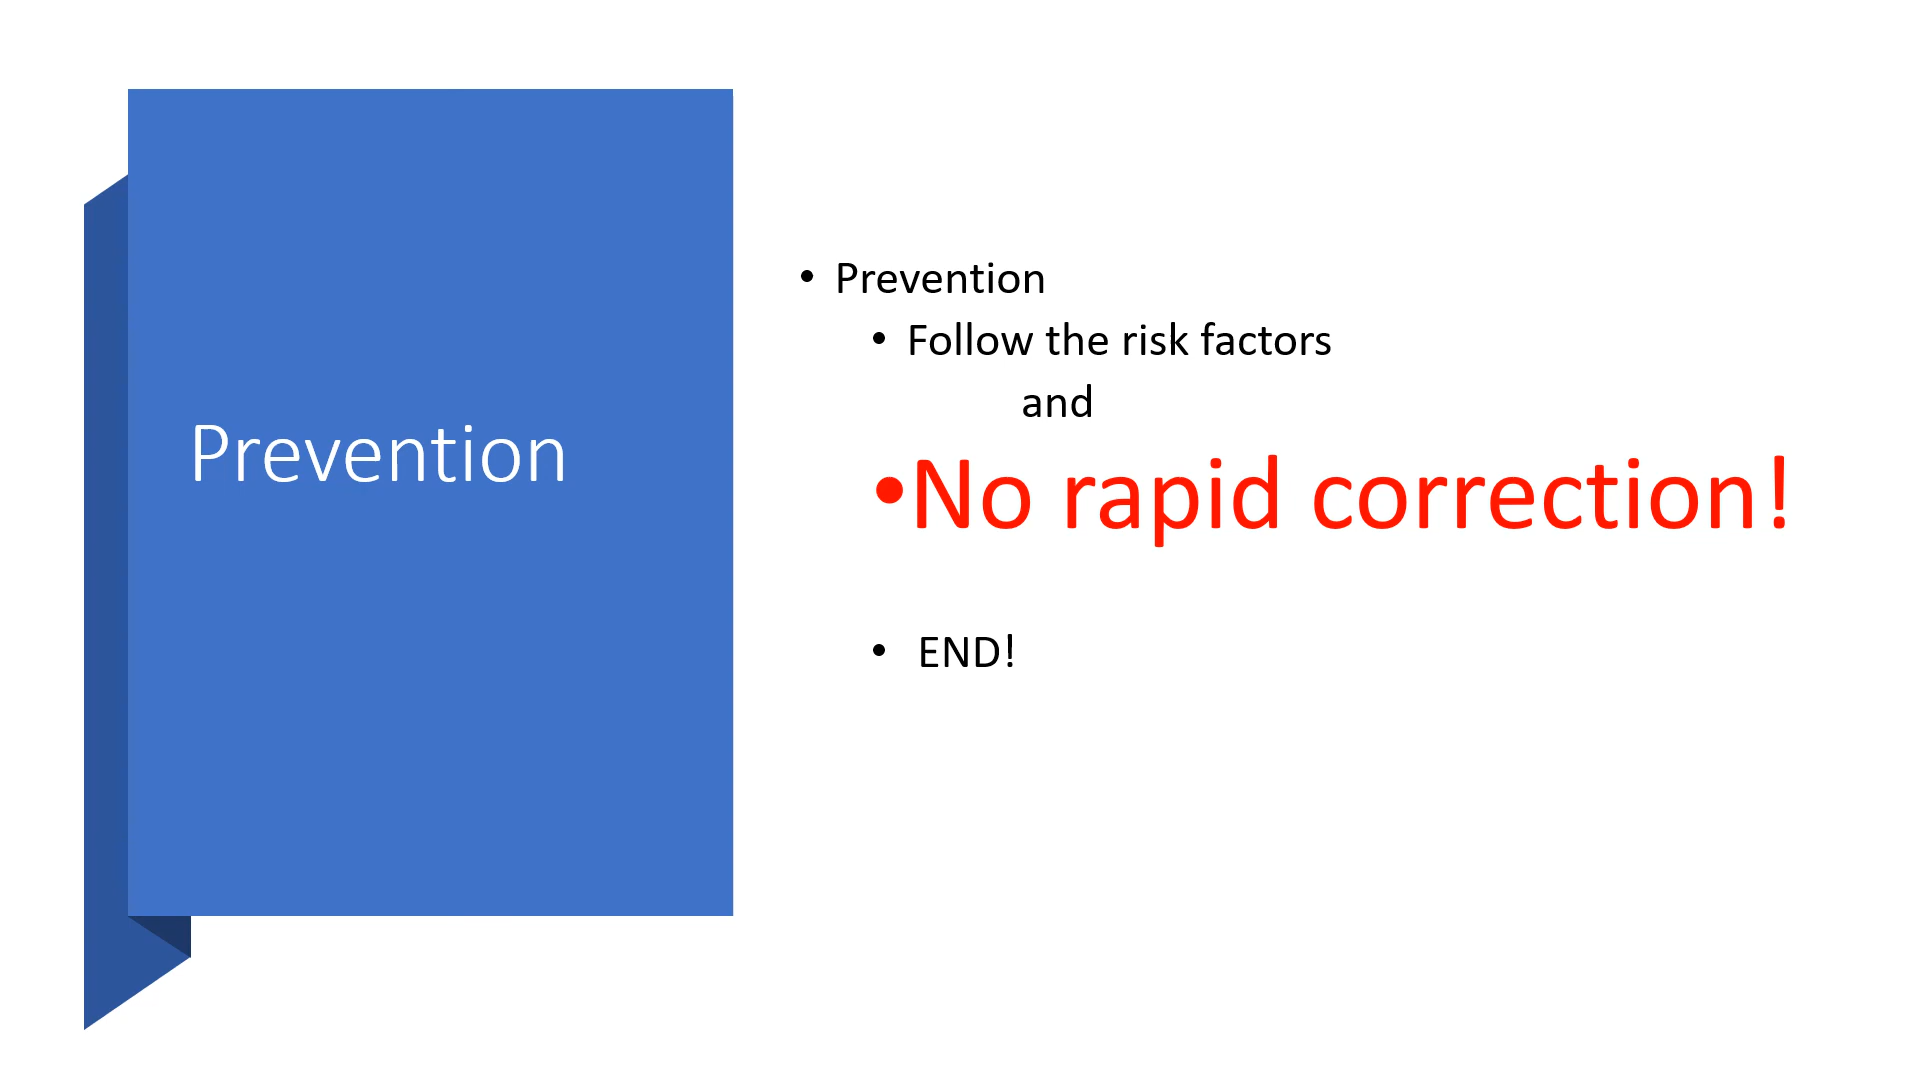 Prevention
• Prevention
• Follow the risk factors
and
• No rapid correction!
• END!